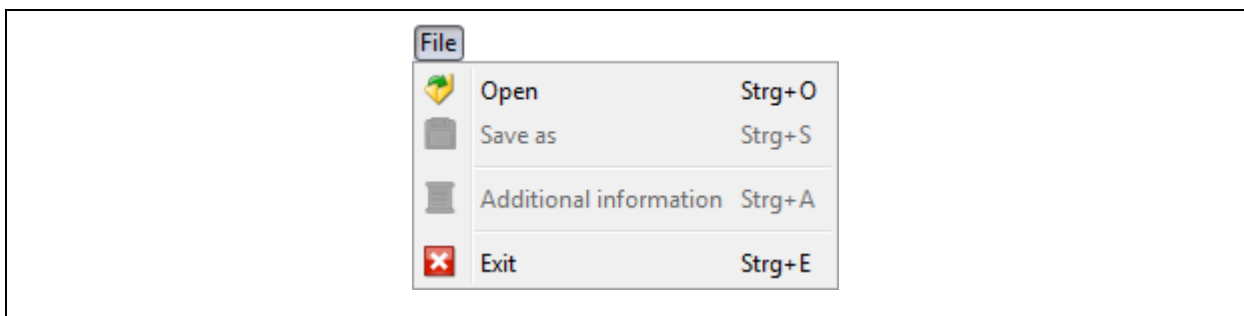 File
Open Strg+O
Save as Strg+S
Additional information Strg+A
Exit Strg+E